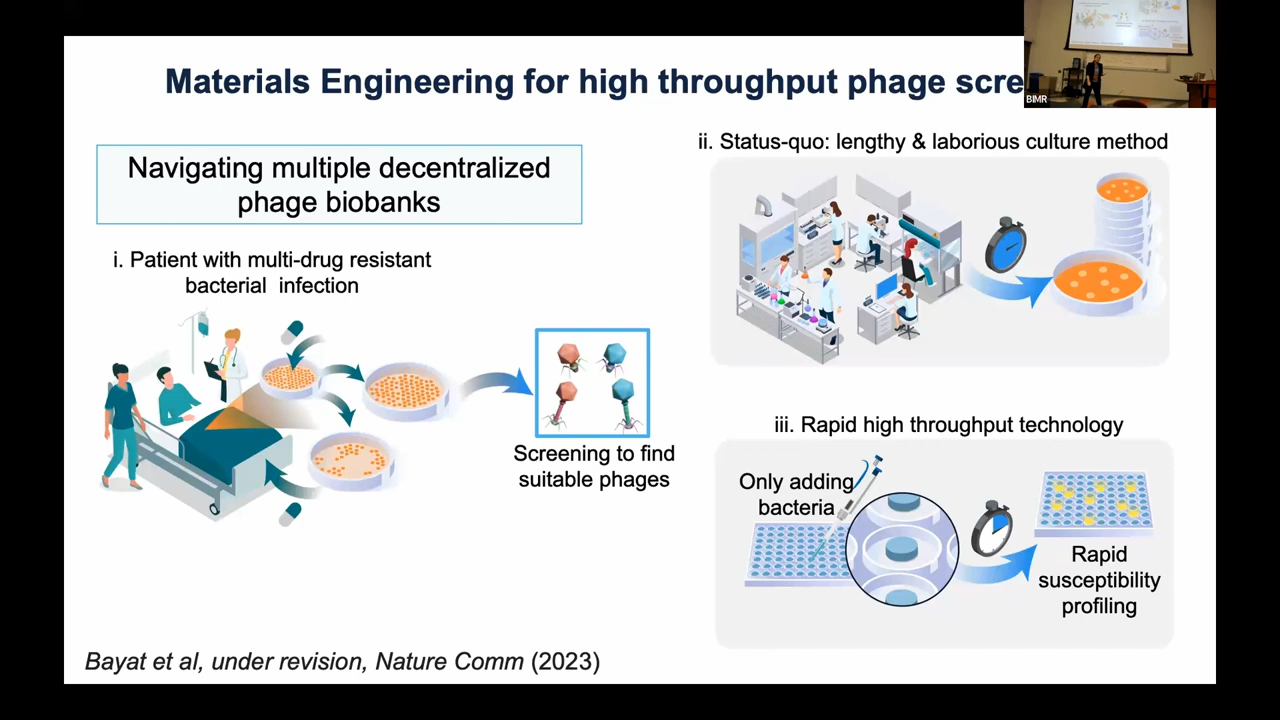 Materials Engineering for high throughput phage
BIMR
Navigating multiple decentralized
phage biobanks
i. Patient with multi-drug resistant
bacterial infection
Screening to find
suitable phages
ii. Status-quo: lengthy & laborious culture method
iii. Rapid high throughput technology
Only adding
bacteria
Rapid
susceptibility
profiling
Bayat et al, under revision, Nature Comm (2023)